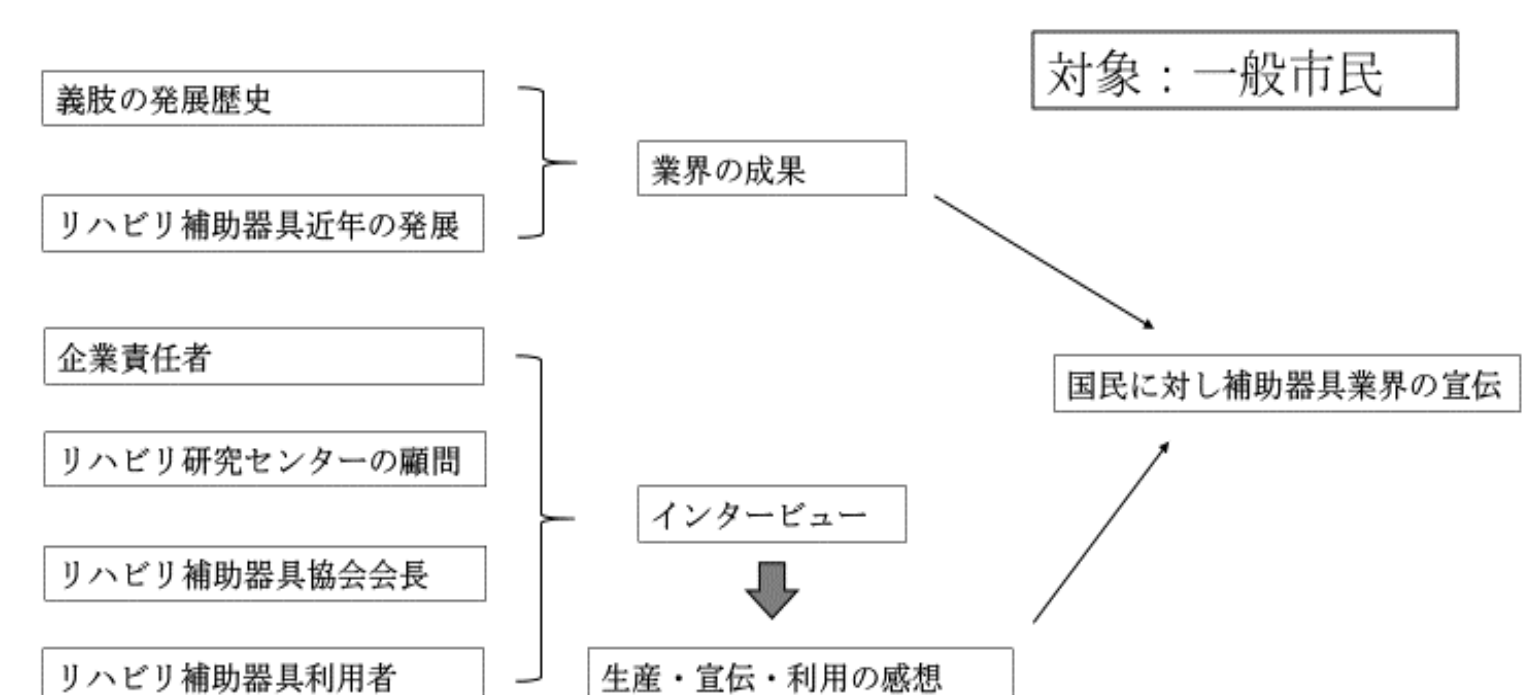 対象：一般市民
義肢の発展歴史
業界の成果
リハビリ補助器具近年の発展
企業責任者
国民に対し補助器具業界の宣伝
リハビリ研究センターの顧問
インタービュー
リハビリ補助器具協会会長
リハビリ補助器具利用者
生産・宣伝・利用の感想